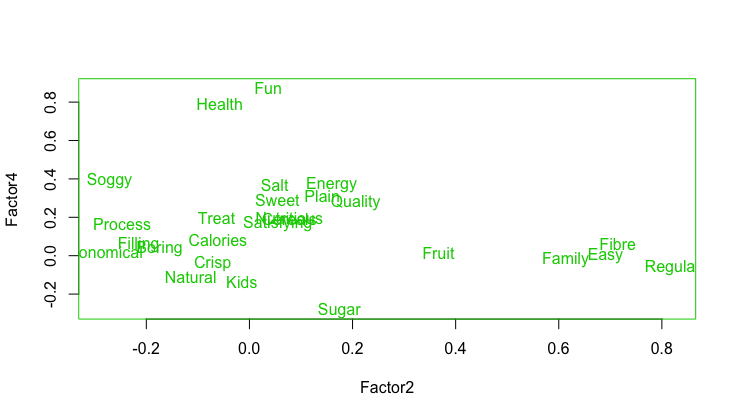 Fun
Health
Soggy
Salt
Energy
Sweet
Plain
Quality
Treat
Satisfying
Process
Filling
Boring
onomical
Calories
Crisp
Natural
Kids
Sugar
Fruit
Family
Easy
Fibre
Regula
0.8
0.6
0.4
0.2
0.0
-0.2
Factor4
-0.2
0.0
0.2
0.4
0.6
0.8
Factor2